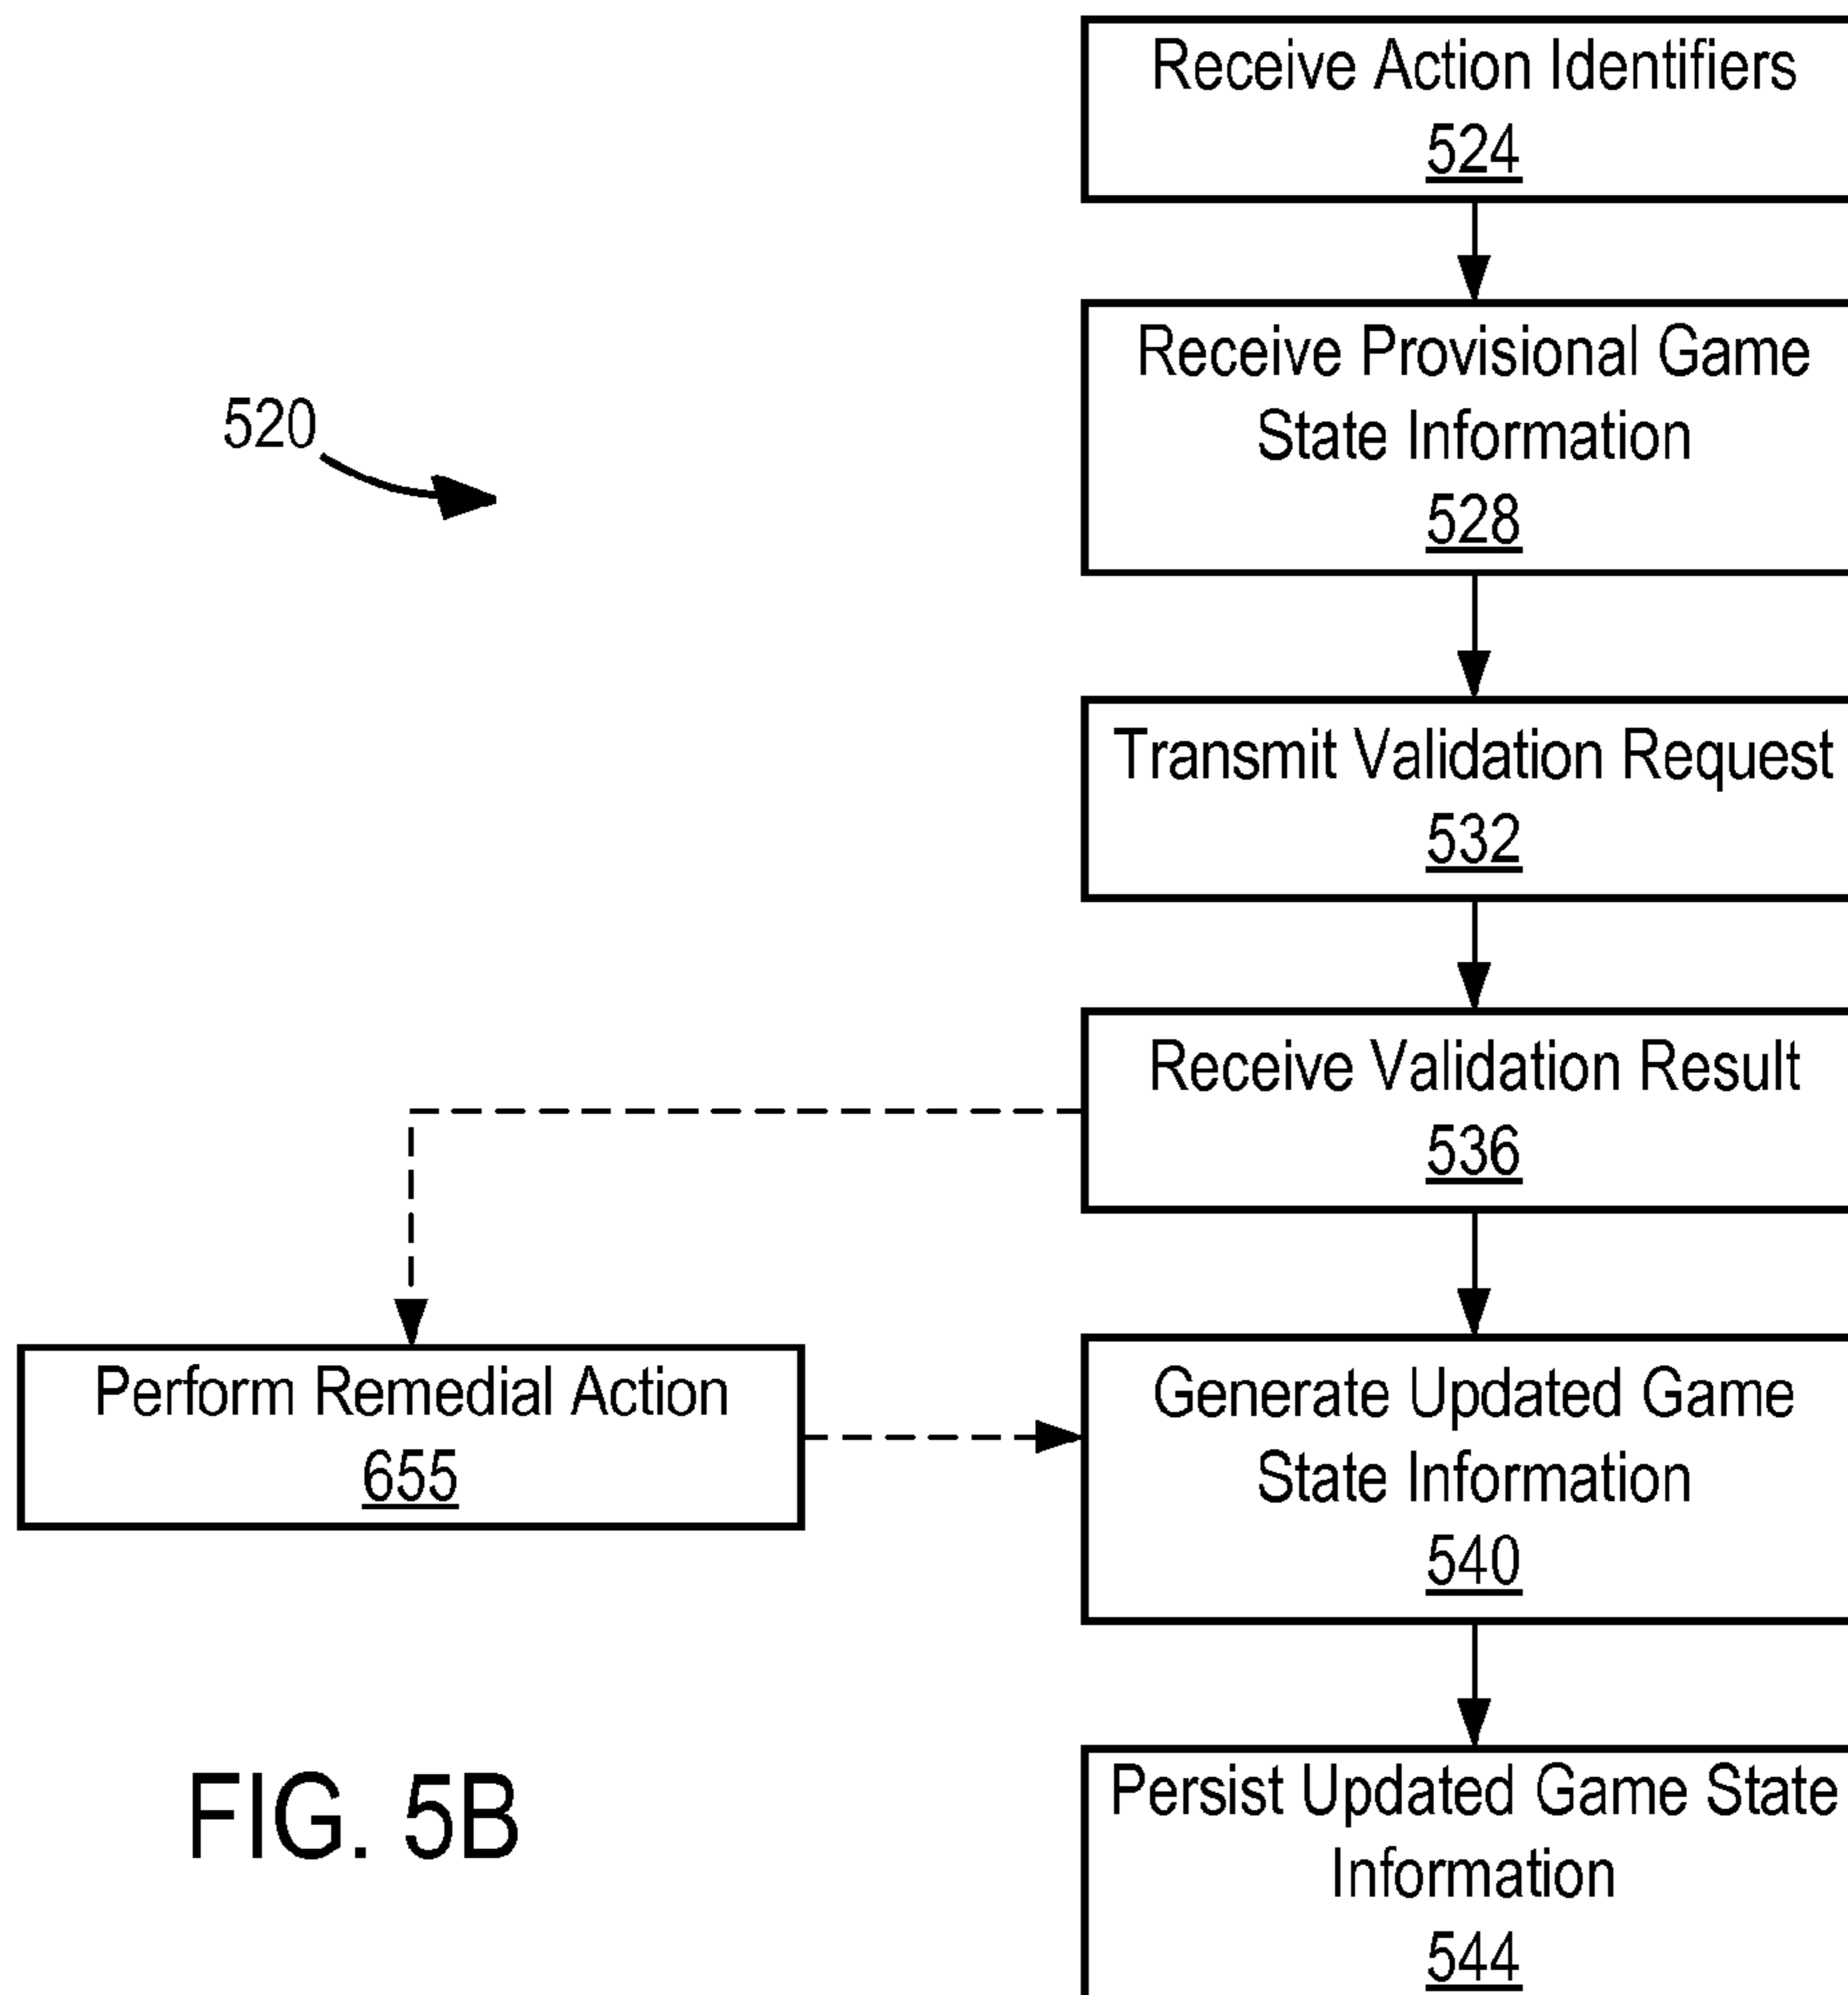 Receive Action Identifiers
524
520
Receive Provisional Game
State Information
528
Transmit Validation Request
532
Receive Validation Result
536
Perform Remedial Action
655
Generate Updated Game
State Information
540
Persist Updated Game State
Information
544
FIG. 5B